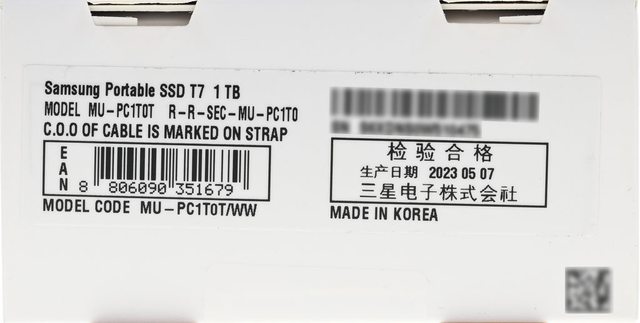 Samsung Portable SSD T7 1 TB
MODEL MU-PC1T0T R-R-SEC-MU-PC1T0
C.O.O OF CABLE IS MARKED ON STRAP
EAN
8 806090 351679
MODEL CODE MU-PC1T0T/WW
SN
检验合格
生产日期 2023 05 07
三星电子株式会社
MADE IN KOREA